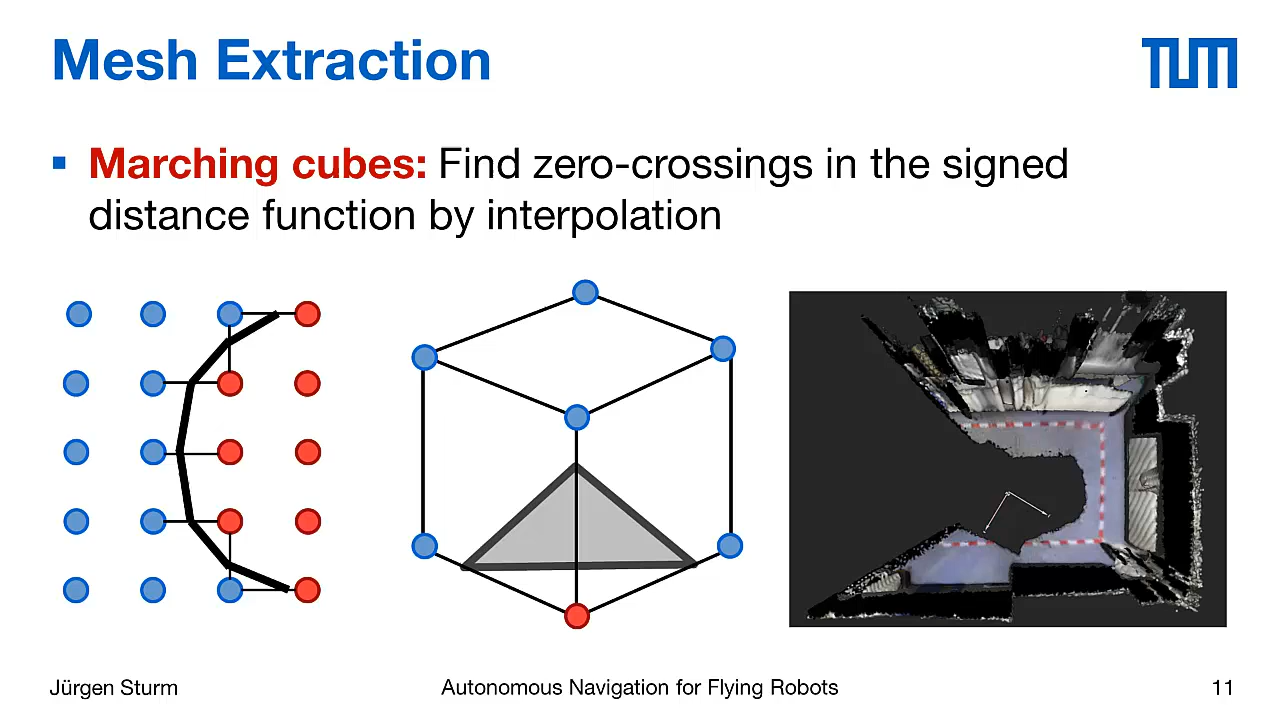 Mesh Extraction
TUM
Marching cubes: Find zero-crossings in the signed
distance function by interpolation
Jürgen Sturm
Autonomous Navigation for Flying Robots
11